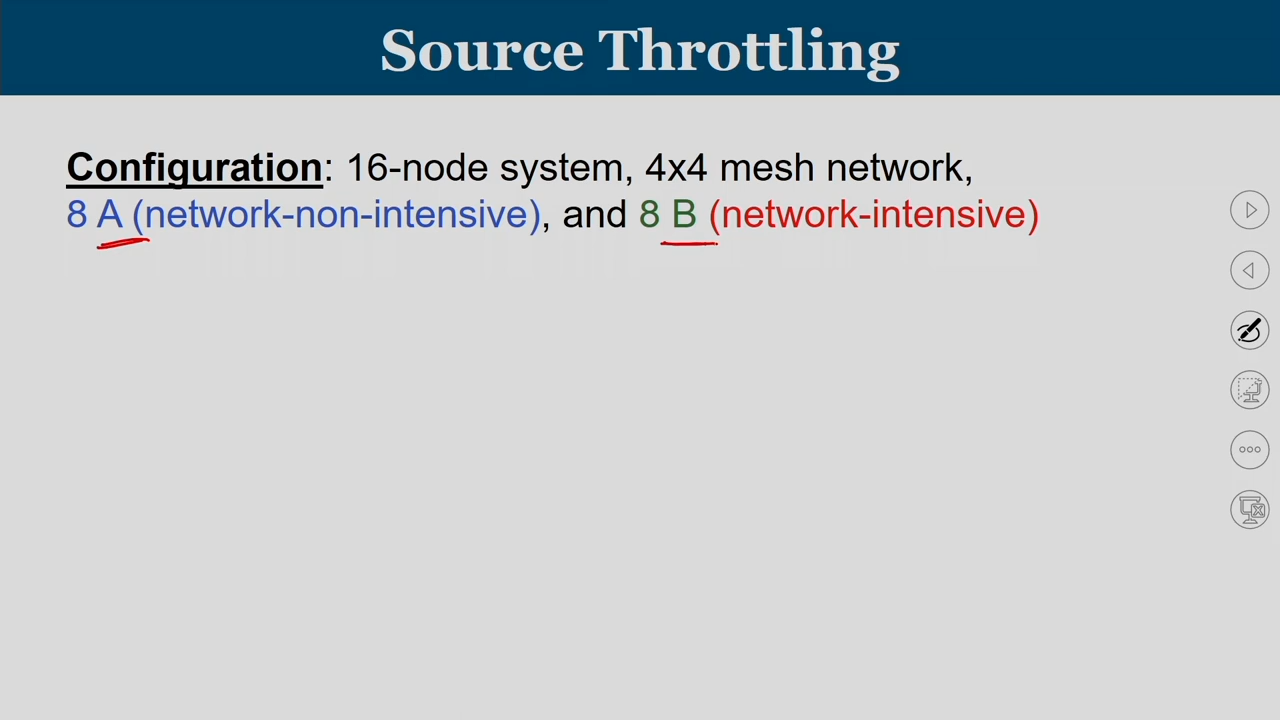 Source Throttling
Configuration: 16-node system, 4x4 mesh network,
8 A (network-non-intensive), and 8 B (network-intensive)